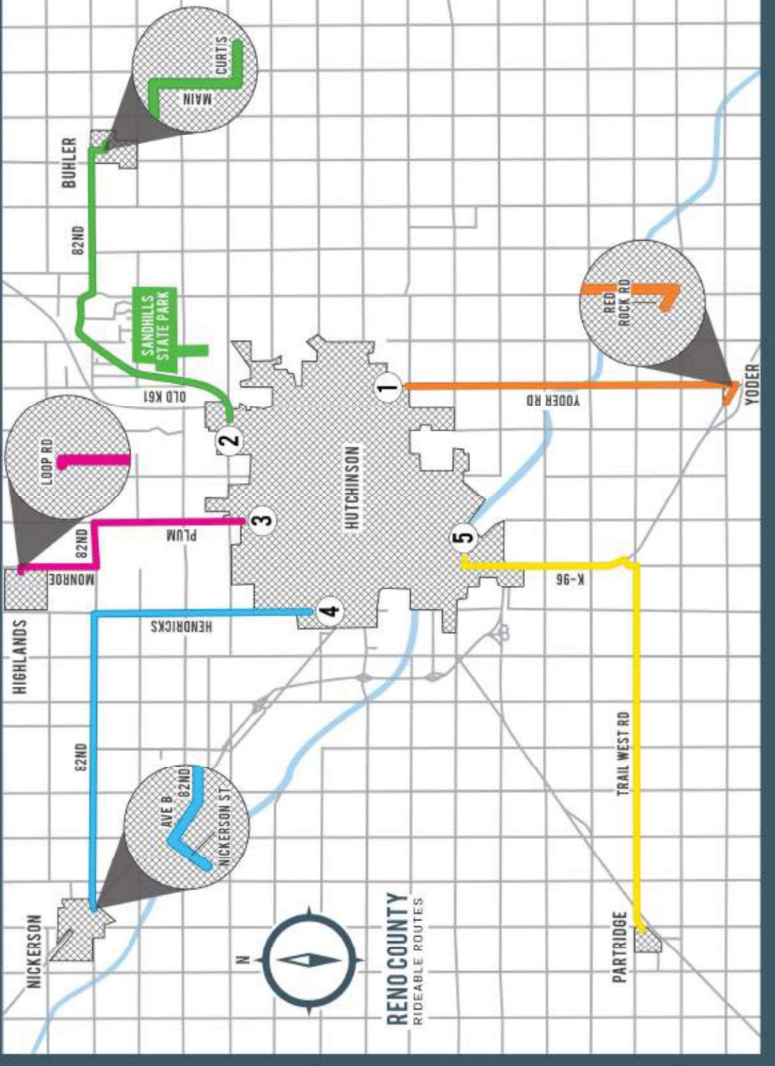 NICKERSON
HIGHLANDS
BUHLER
82ND
82ND
82ND
MONROE
LOOP RD
CURTIS
MAIN
SANDHILLS
STATE PARK
OLD K61
PLUM
HENDRICKS
AVE B
82ND
NICKERSON ST
2
3
4
1
5
HUTCHINSON
N
RENO COUNTY
RIDEABLE ROUTES
YODER RD
K-96
RED
ROCK RD
TRAIL WEST RD
PARTRIDGE
YODER